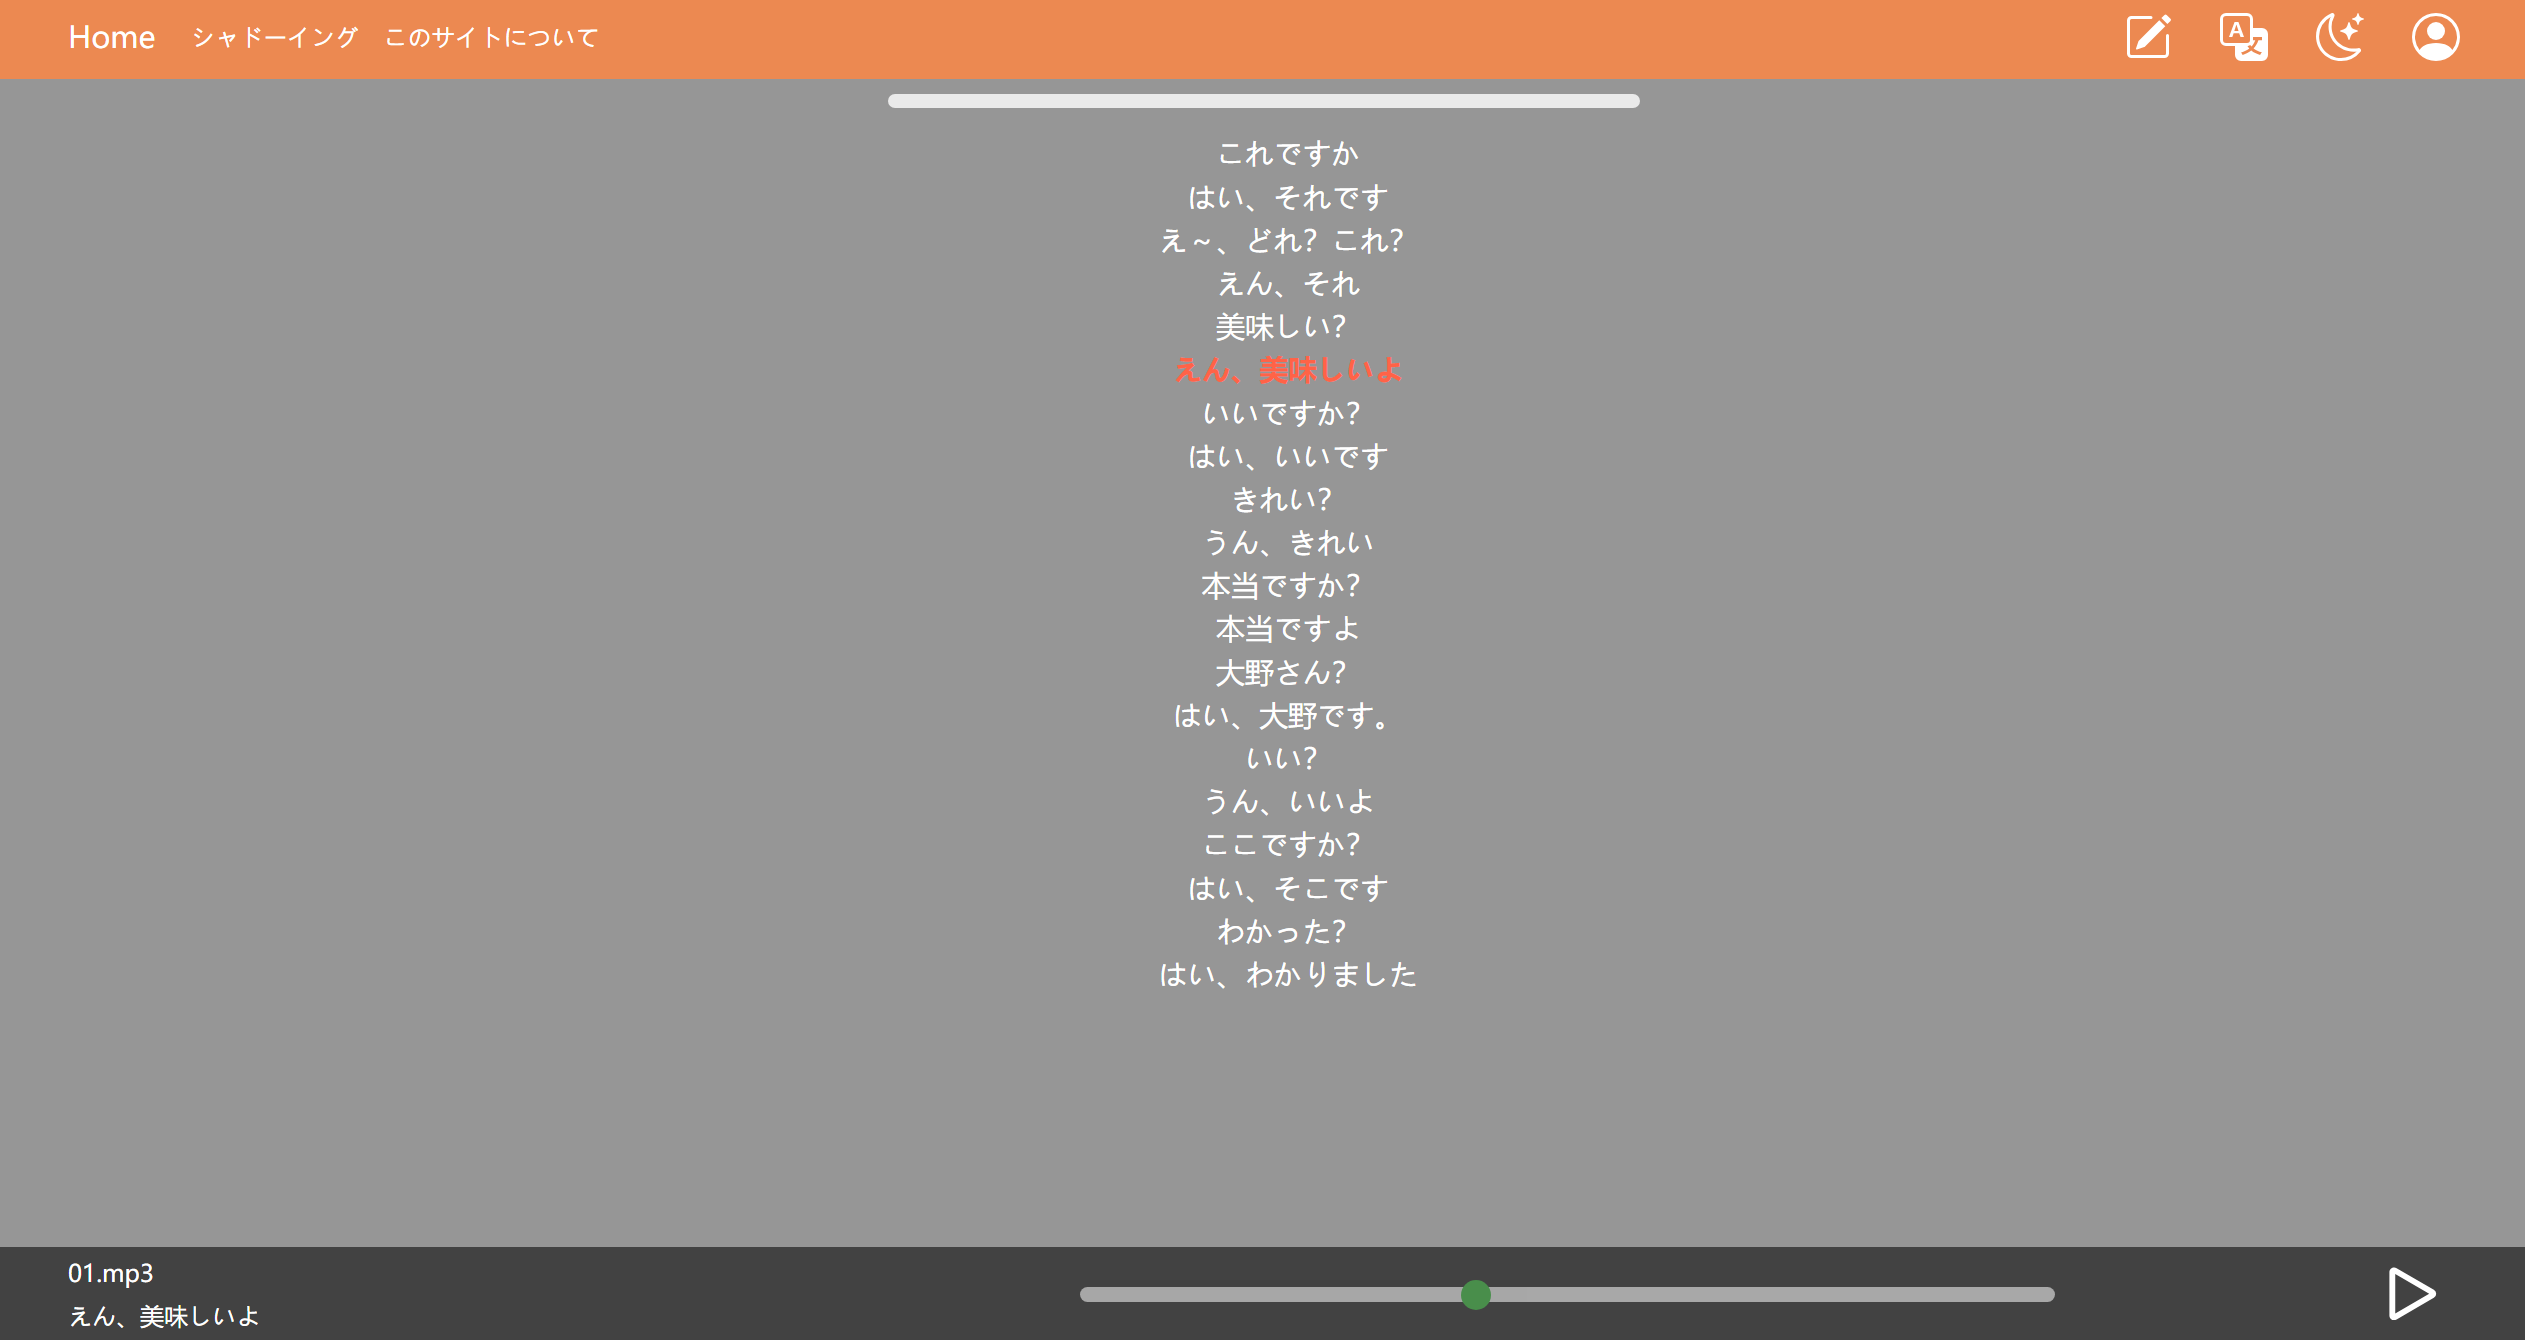 Home シャドーイング このサイトについて
これですか
はい、それです
え～、どれ？これ？
えん、それ
美味しい？
えん、美味しいよ
いいですか？
はい、いいです
きれい？
うん、きれい
本当ですか？
本当ですよ
大野さん？
はい、大野です。
いい？
うん、いいよ
ここですか？
はい、そこです
わかった？
はい、わかりました
01.mp3
えん、美味しいよ